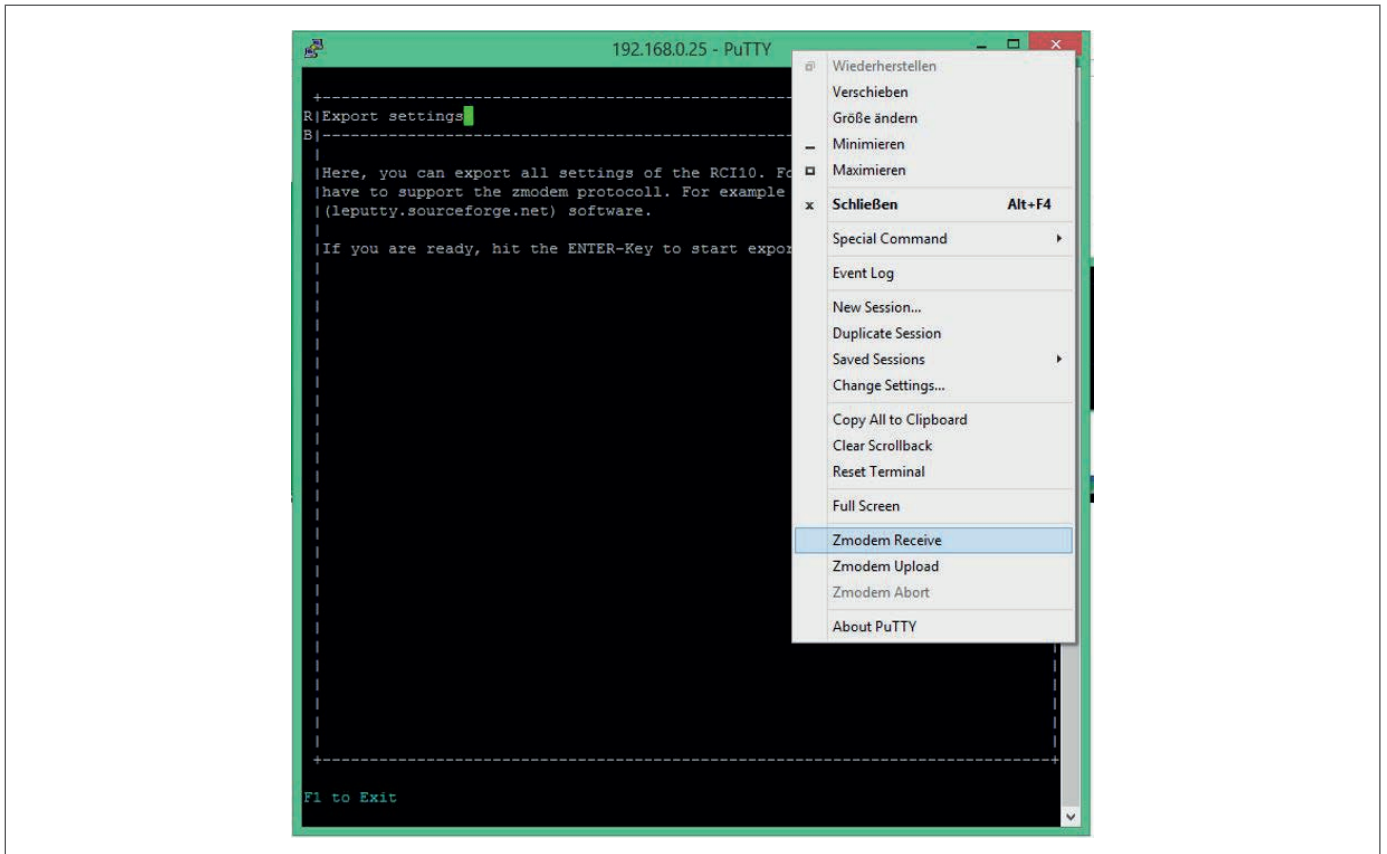 192.168.0.25 - PuTTY
R|Export settings
B|
Here, you can export all settings of the RCI10. Fo
have to support the zmodem protocoll. For example
(leputty.sourceforge.net) software.
If you are ready, hit the ENTER-Key to start expor
F1 to Exit
Wiederherstellen
Verschieben
Größe ändern
Minimieren
Maximieren
x Schließen Alt+F4
Special Command
Event Log
New Session...
Duplicate Session
Saved Sessions
Change Settings...
Copy All to Clipboard
Clear Scrollback
Reset Terminal
Full Screen
Zmodem Receive
Zmodem Upload
Zmodem Abort
About PuTTY